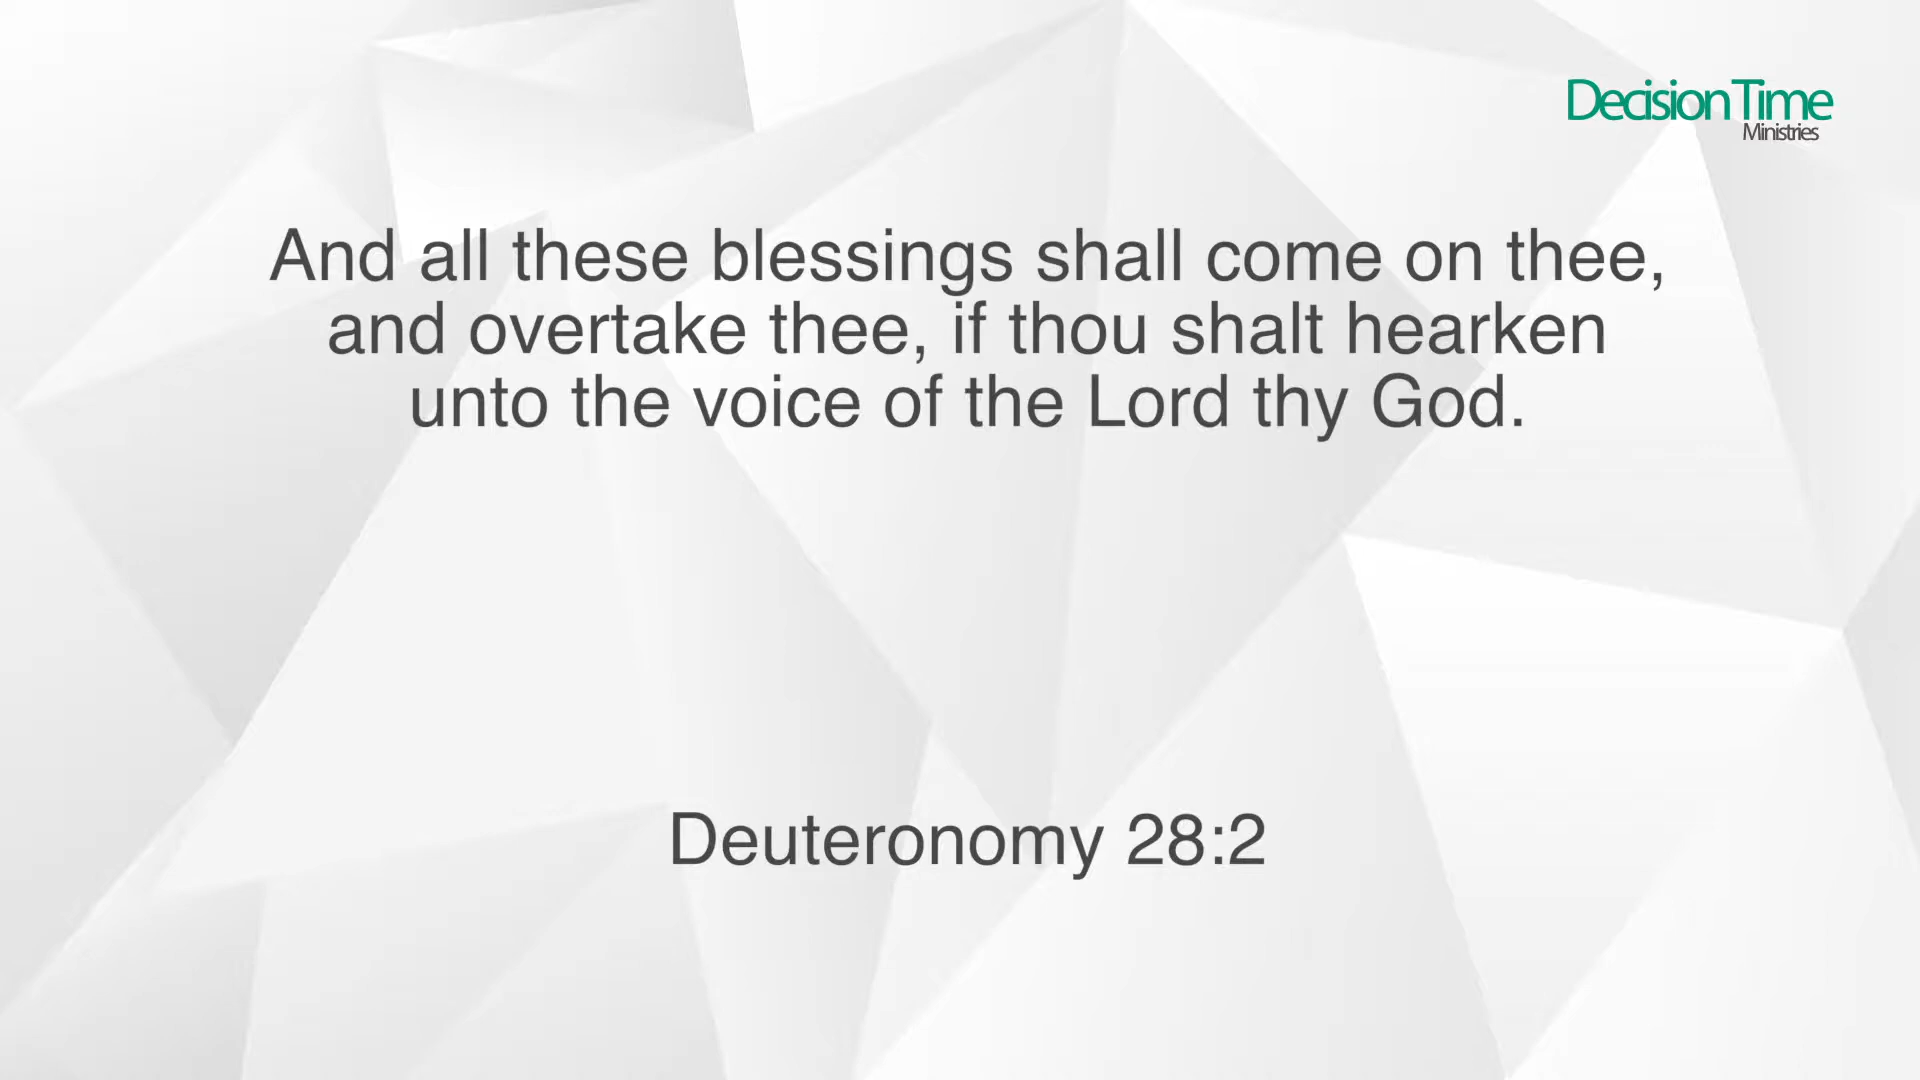 DecisionTime
Ministries
And all these blessings shall come on thee,
and overtake thee, if thou shalt hearken
unto the voice of the Lord thy God.
Deuteronomy 28:2